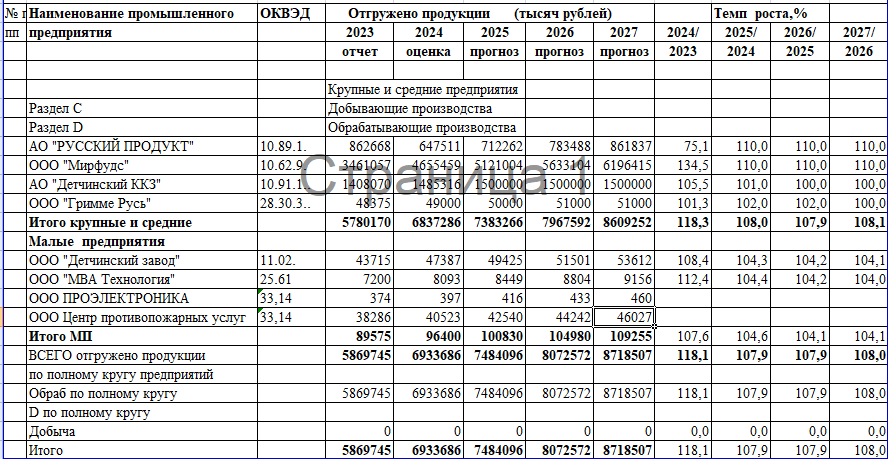 № п Наименование промышленного ОКВЭД Отгружено продукции (тысяч рублей) Темп роста,%
пп предприятия 2023 2024 2025 2026 2027 2024/ 2025/ 2026/ 2027/
отчет оценка прогноз прогноз прогноз 2023 2024 2025 2026
Крупные и средние предприятия
Раздел С Добывающие производства
Раздел D Обрабатывающие производства
АО "РУССКИЙ ПРОДУКТ" 10.89.1. 862668 647511 712262 783488 861837 75,1 110,0 110,0 110,0
ООО "Мирфудс" 10.62.9 3461057 4655459 5121004 5633104 6196415 134,5 110,0 110,0 110,0
АО "Детчинский ККЗ" 10.91.1 1408070 1485316 1500000 1500000 1500000 105,5 101,0 100,0 100,0
Страница 1
ООО "Гримме Русь" 28.30.3.. 48375 49000 50000 51000 51000 101,3 102,0 102,0 100,0
Итого крупные и средние 5780170 6837286 7383266 7967592 8609252 118,3 108,0 107,9 108,1
Малые предприятия
ООО "Детчинский завод" 11.02. 43715 47387 49425 51501 53612 108,4 104,3 104,2 104,1
ООО "МВА Технология" 25.61 7200 8093 8449 8804 9156 112,4 104,4 104,2 104,0
ООО ПРОЭЛЕКТРОНИКА 33,14 374 397 416 433 460
ООО Центр противопожарных услуг 33,14 38286 40523 42540 44242 46027
Итого МП 89575 96400 100830 104980 109255 107,6 104,6 104,1 104,1
ВСЕГО отгружено продукции 5869745 6933686 7484096 8072572 8718507 118,1 107,9 107,9 108,0
по полному кругу предприятий
Обраб по полному кругу 5869745 6933686 7484096 8072572 8718507 118,1 107,9 107,9 108,0
D по полному кругу
Добыча 0 0 0 0 0 0,0 0,0 0,0 0,0
Итого 5869745 6933686 7484096 8072572 8718507 118,1 107,9 107,9 108,0